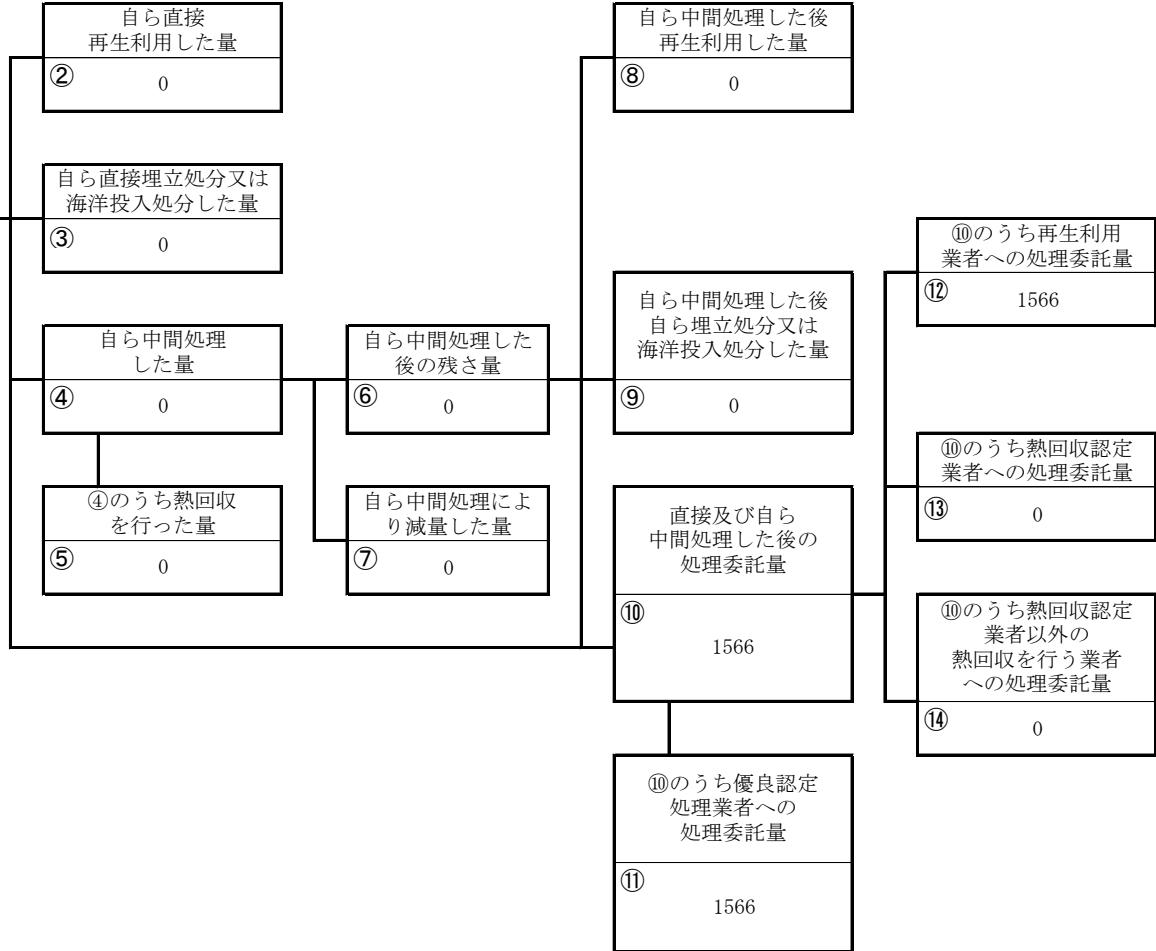 自ら直接
再生利用した量
② 0
自ら中間処理した後
再生利用した量
⑧ 0
自ら直接埋立処分又は
海洋投入処分した量
③ 0
⑩のうち再生利用
業者への処理委託量
⑫ 1566
自ら中間処理した後
自ら埋立処分又は
海洋投入処分した量
⑨ 0
自ら中間処理
した量
④ 0
自ら中間処理した
後の残さ量
⑥ 0
⑩のうち熱回収認定
業者への処理委託量
⑬ 0
④のうち熱回収
を行った量
⑤ 0
自ら中間処理によ
り減量した量
⑦ 0
直接及び自ら
中間処理した後の
処理委託量
⑩
1566
⑩のうち熱回収認定
業者以外の
熱回収を行う業者
への処理委託量
⑭ 0
⑩のうち優良認定
処理業者への
処理委託量
⑪
1566